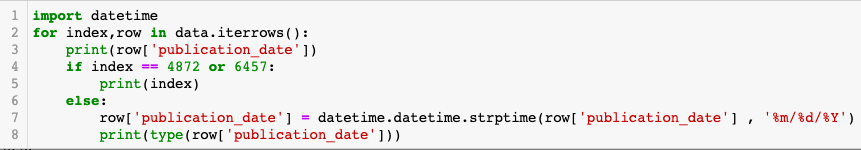 1 import datetime
2 for index,row in data.iterrows():
3     print(row['publication_date'])
4     if index == 4872 or 6457:
5         print(index)
6     else:
7         row['publication_date'] = datetime.datetime.strptime(row['publication_date'] , '%m/%d/%Y')
8         print(type(row['publication_date']))